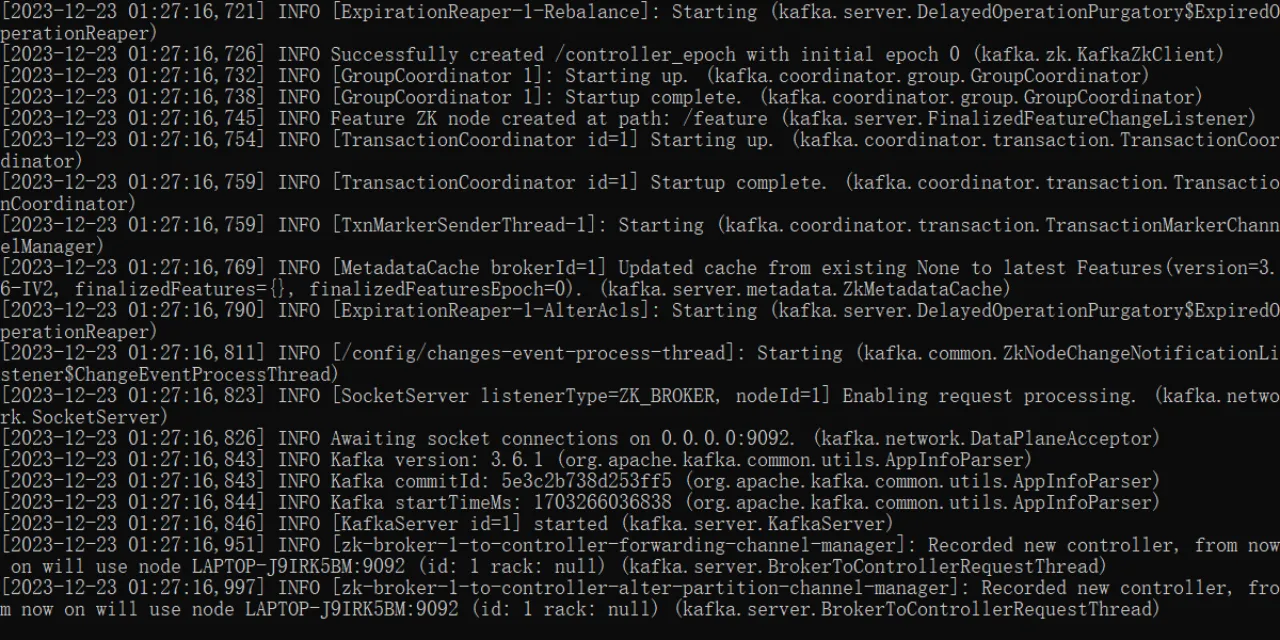 [2023-12-23 01:27:16,721] INFO [ExpirationReaper-1-Rebalance]: Starting (kafka.server.DelayedOperationPurgatory$ExpiredO
perationReaper)
[2023-12-23 01:27:16,726] INFO Successfully created /controller_epoch with initial epoch 0 (kafka.zk.KafkaZkClient)
[2023-12-23 01:27:16,732] INFO [GroupCoordinator 1]: Starting up. (kafka.coordinator.group.GroupCoordinator)
[2023-12-23 01:27:16,738] INFO [GroupCoordinator 1]: Startup complete. (kafka.coordinator.group.GroupCoordinator)
[2023-12-23 01:27:16,745] INFO Feature ZK node created at path: /feature (kafka.server.FinalizedFeatureChangeListener)
[2023-12-23 01:27:16,754] INFO [TransactionCoordinator id=1] Starting up. (kafka.coordinator.transaction.TransactionCoor
dinator)
[2023-12-23 01:27:16,759] INFO [TransactionCoordinator id=1] Startup complete. (kafka.coordinator.transaction.Transactio
nCoordinator)
[2023-12-23 01:27:16,759] INFO [TxnMarkerSenderThread-1]: Starting (kafka.coordinator.transaction.TransactionMarkerChann
elManager)
[2023-12-23 01:27:16,769] INFO [MetadataCache brokerId=1] Updated cache from existing None to latest Features(version=3.
6-IV2, finalizedFeatures={}, finalizedFeaturesEpoch=0). (kafka.server.metadata.ZkMetadataCache)
[2023-12-23 01:27:16,790] INFO [ExpirationReaper-1-AlterAcls]: Starting (kafka.server.DelayedOperationPurgatory$ExpiredO
perationReaper)
[2023-12-23 01:27:16,811] INFO [/config/changes-event-process-thread]: Starting (kafka.common.ZkNodeChangeNotificationLi
stener$ChangeEventProcessThread)
[2023-12-23 01:27:16,823] INFO [SocketServer listenerType=ZK_BROKER, nodeId=1] Enabling request processing. (kafka.netwo
rk.SocketServer)
[2023-12-23 01:27:16,826] INFO Awaiting socket connections on 0.0.0.0:9092. (kafka.network.DataPlaneAcceptor)
[2023-12-23 01:27:16,843] INFO Kafka version: 3.6.1 (org.apache.kafka.common.utils.AppInfoParser)
[2023-12-23 01:27:16,843] INFO Kafka commitId: 5e3c2b738d253ff5 (org.apache.kafka.common.utils.AppInfoParser)
[2023-12-23 01:27:16,844] INFO Kafka startTimeMs: 1703266036838 (org.apache.kafka.common.utils.AppInfoParser)
[2023-12-23 01:27:16,846] INFO [KafkaServer id=1] started (kafka.server.KafkaServer)
[2023-12-23 01:27:16,951] INFO [zk-broker-1-to-controller-forwarding-channel-manager]: Recorded new controller, from now
 on will use node LAPTOP-J9IRK5BM:9092 (id: 1 rack: null) (kafka.server.BrokerToControllerRequestThread)
[2023-12-23 01:27:16,997] INFO [zk-broker-1-to-controller-alter-partition-channel-manager]: Recorded new controller, fro
m now on will use node LAPTOP-J9IRK5BM:9092 (id: 1 rack: null) (kafka.server.BrokerToControllerRequestThread)